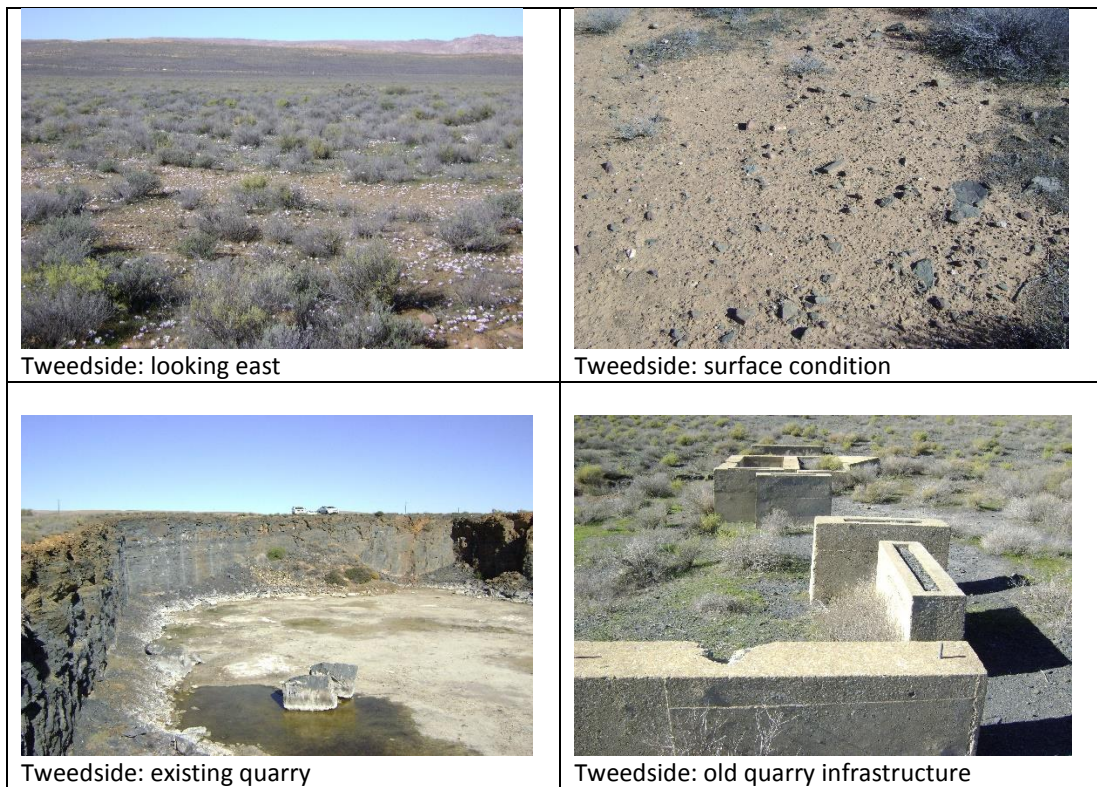 Tweedside: looking east
Tweedside: surface condition
Tweedside: existing quarry
Tweedside: old quarry infrastructure